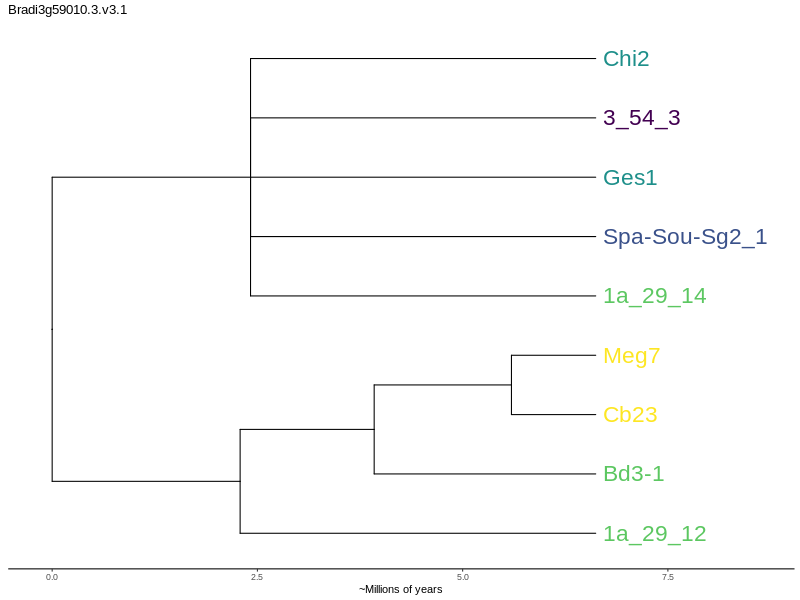 Bradi3g59010.3.v3.1
Chi2
3_54_3
Ges1
Spa-Sou-Sg2_1
1a_29_14
Meg7
Cb23
Bd3-1
1a_29_12
0.0 2.5 5.0 7.5
~Millions of years